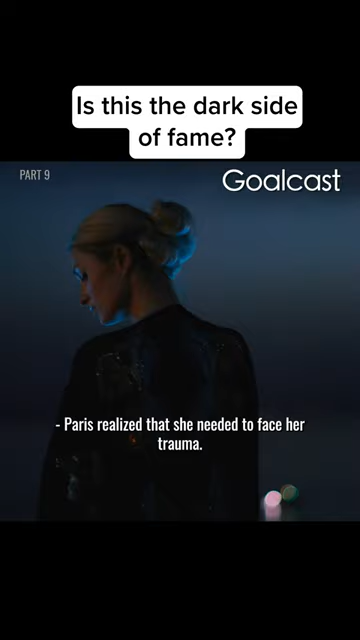 Is this the dark side
of fame?
PART 9
Goalcast
- Paris realized that she needed to face her
trauma.